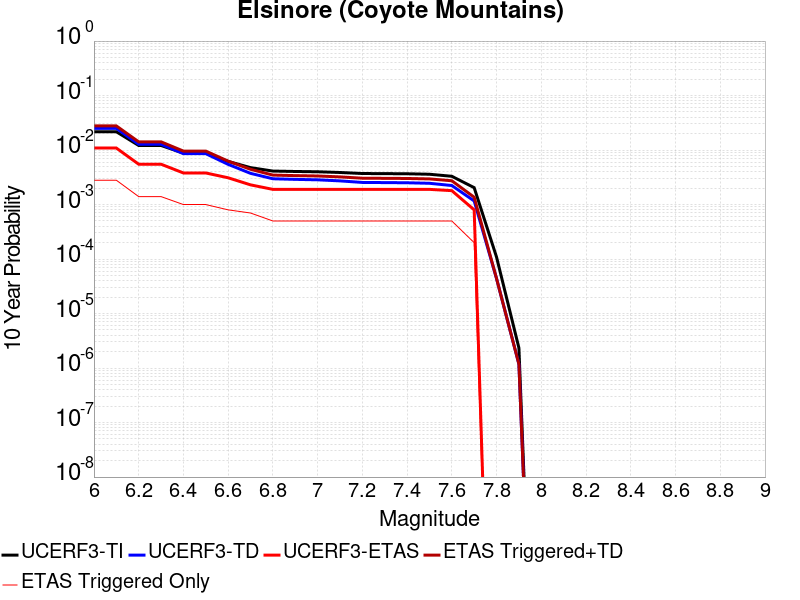 Elsinore (Coyote Mountains)
10 0
10 -1
10 -2
10 -3
10 -4
10 -5
10 -6
10 -7
10 -8
10 Year Probability
6 6.2 6.4 6.6 6.8 7 7.2 7.4 7.6 7.8 8 8.2 8.4 8.6 8.8 9
Magnitude
UCERF3-TI UCERF3-TD UCERF3-ETAS ETAS Triggered+TD
ETAS Triggered Only